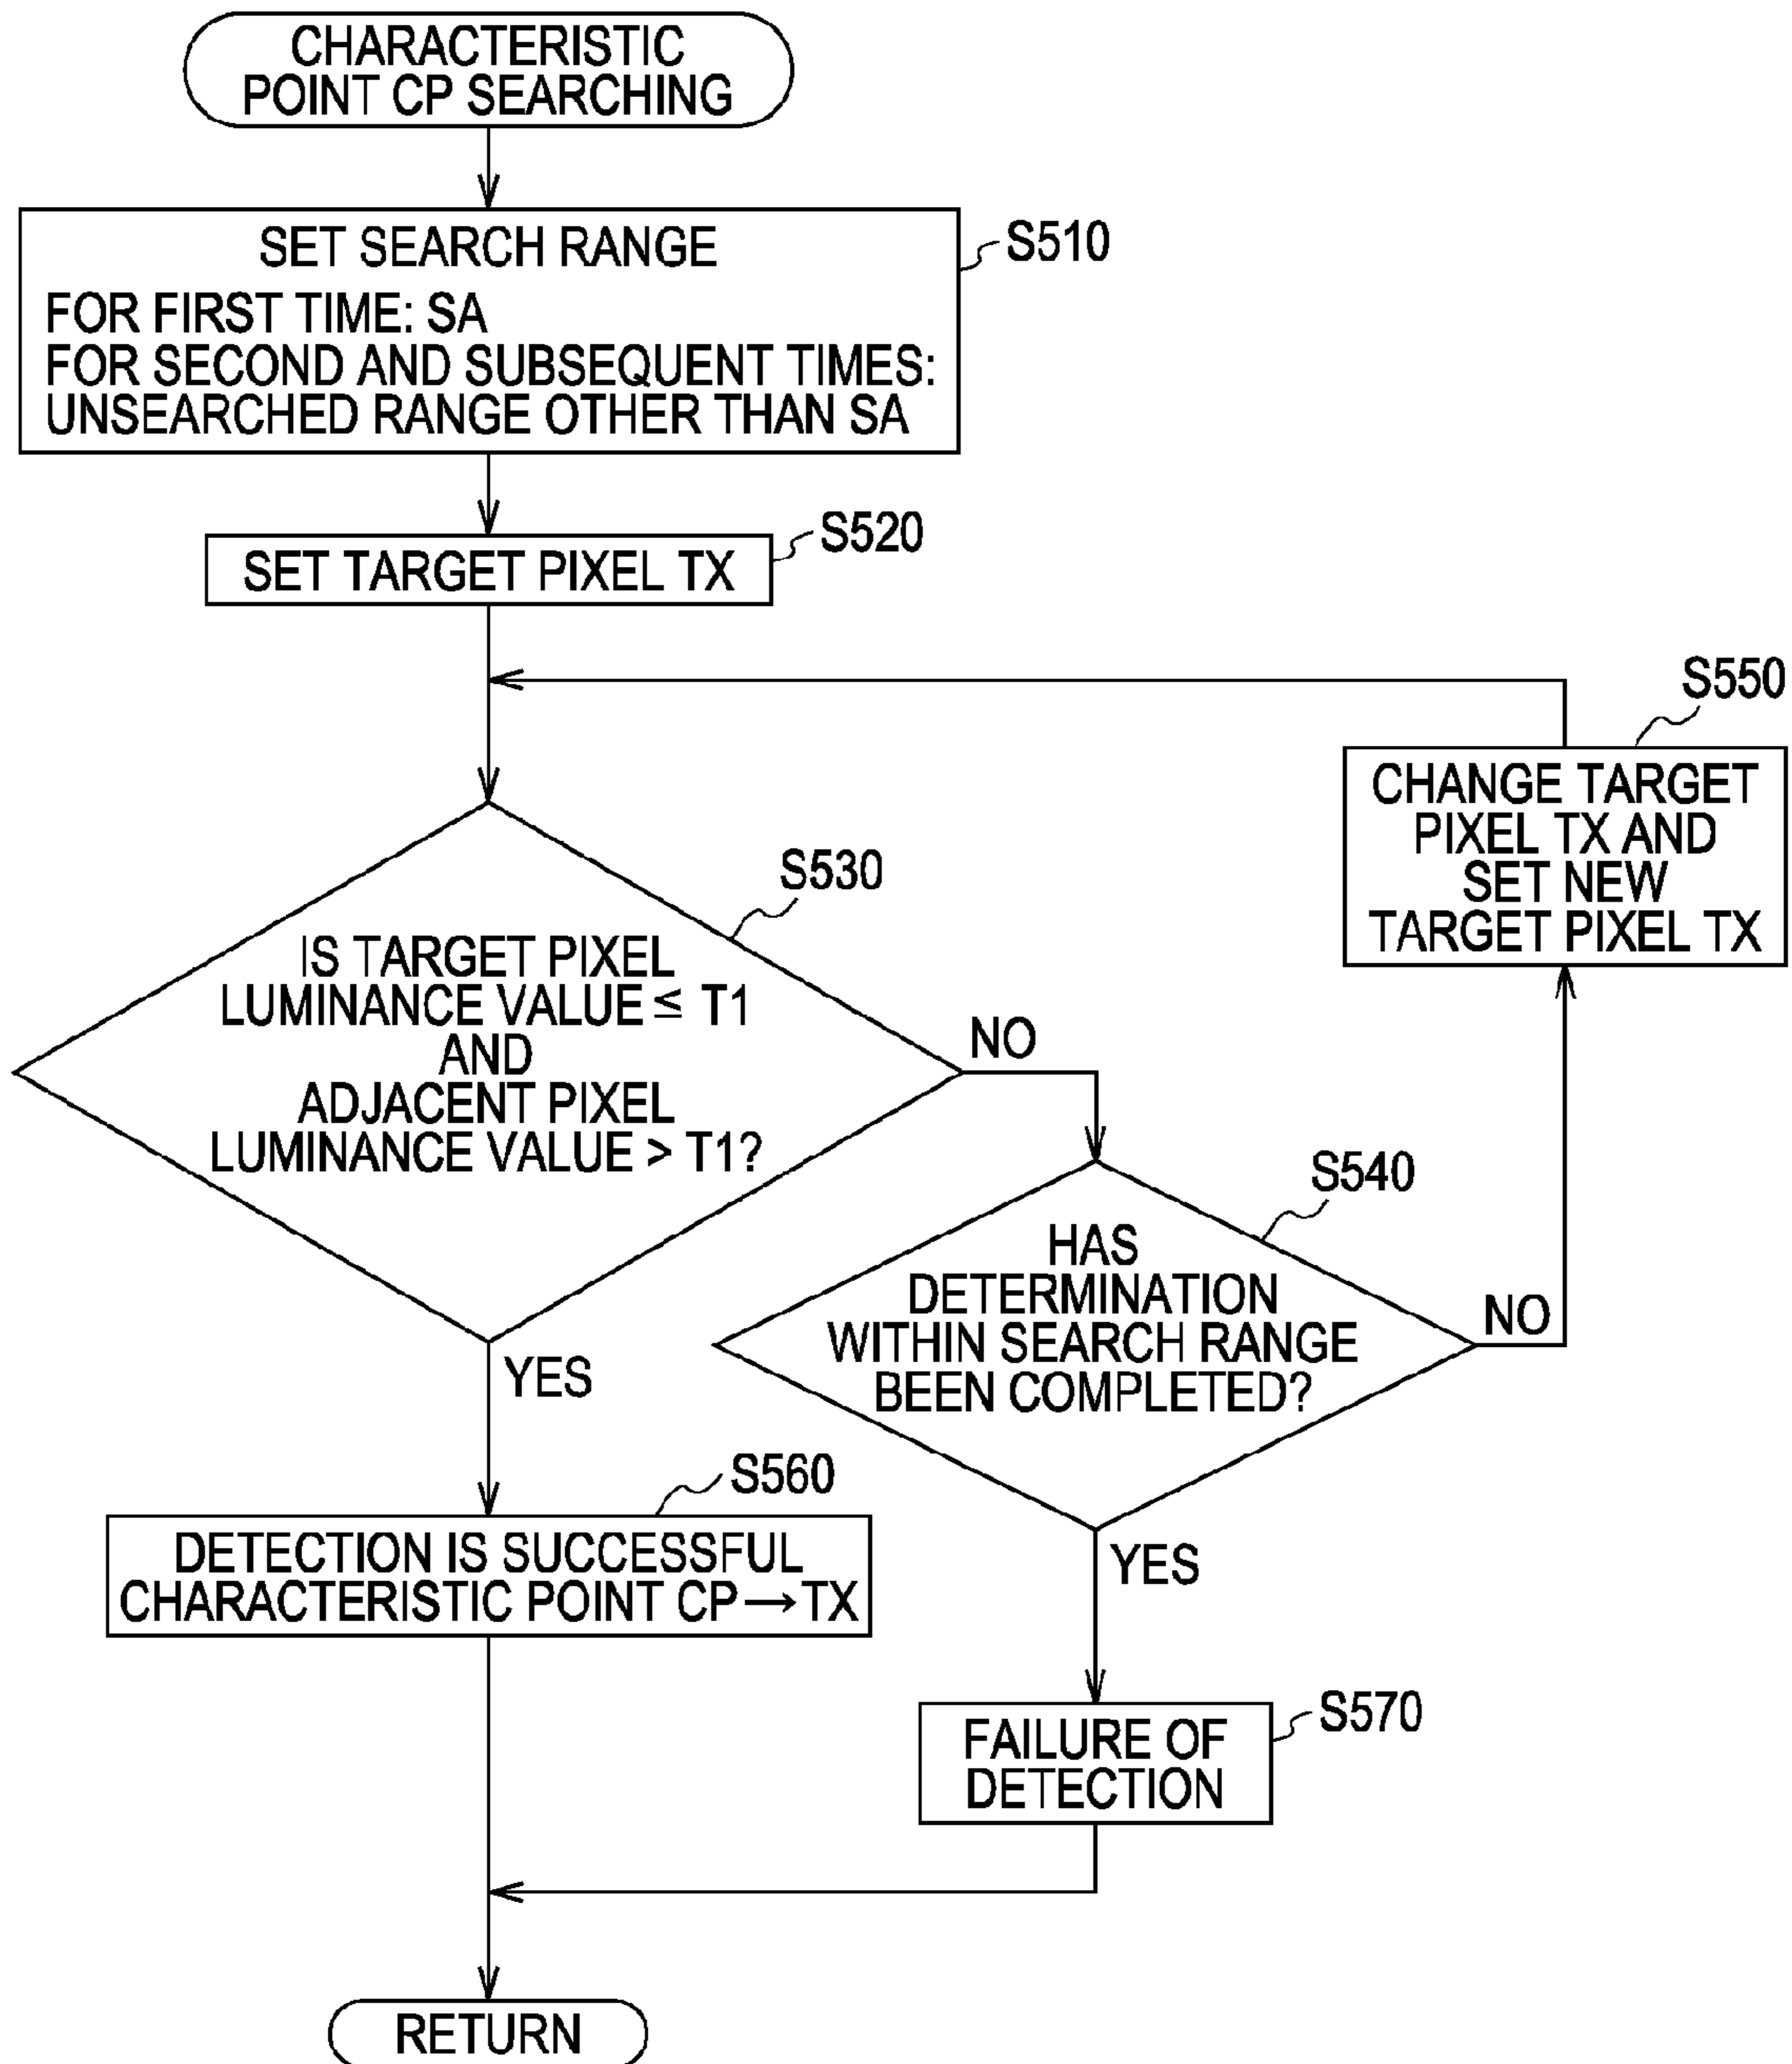 CHARACTERISTIC
POINT CP SEARCHING
SET SEARCH RANGE
FOR FIRST TIME: SA
FOR SECOND AND SUBSEQUENT TIMES:
UNSEARCHED RANGE OTHER THAN SA
S510
SET TARGET PIXEL TX
S520
S550
CHANGE TARGET
PIXEL TX AND
SET NEW
TARGET PIXEL TX
S530
IS TARGET PIXEL
LUMINANCE VALUE ≤ T1
AND
ADJACENT PIXEL
LUMINANCE VALUE > T1?
NO
YES
S540
HAS
DETERMINATION
WITHIN SEARCH RANGE
BEEN COMPLETED?
NO
YES
S560
DETECTION IS SUCCESSFUL
CHARACTERISTIC POINT CP→TX
S570
FAILURE OF
DETECTION
RETURN